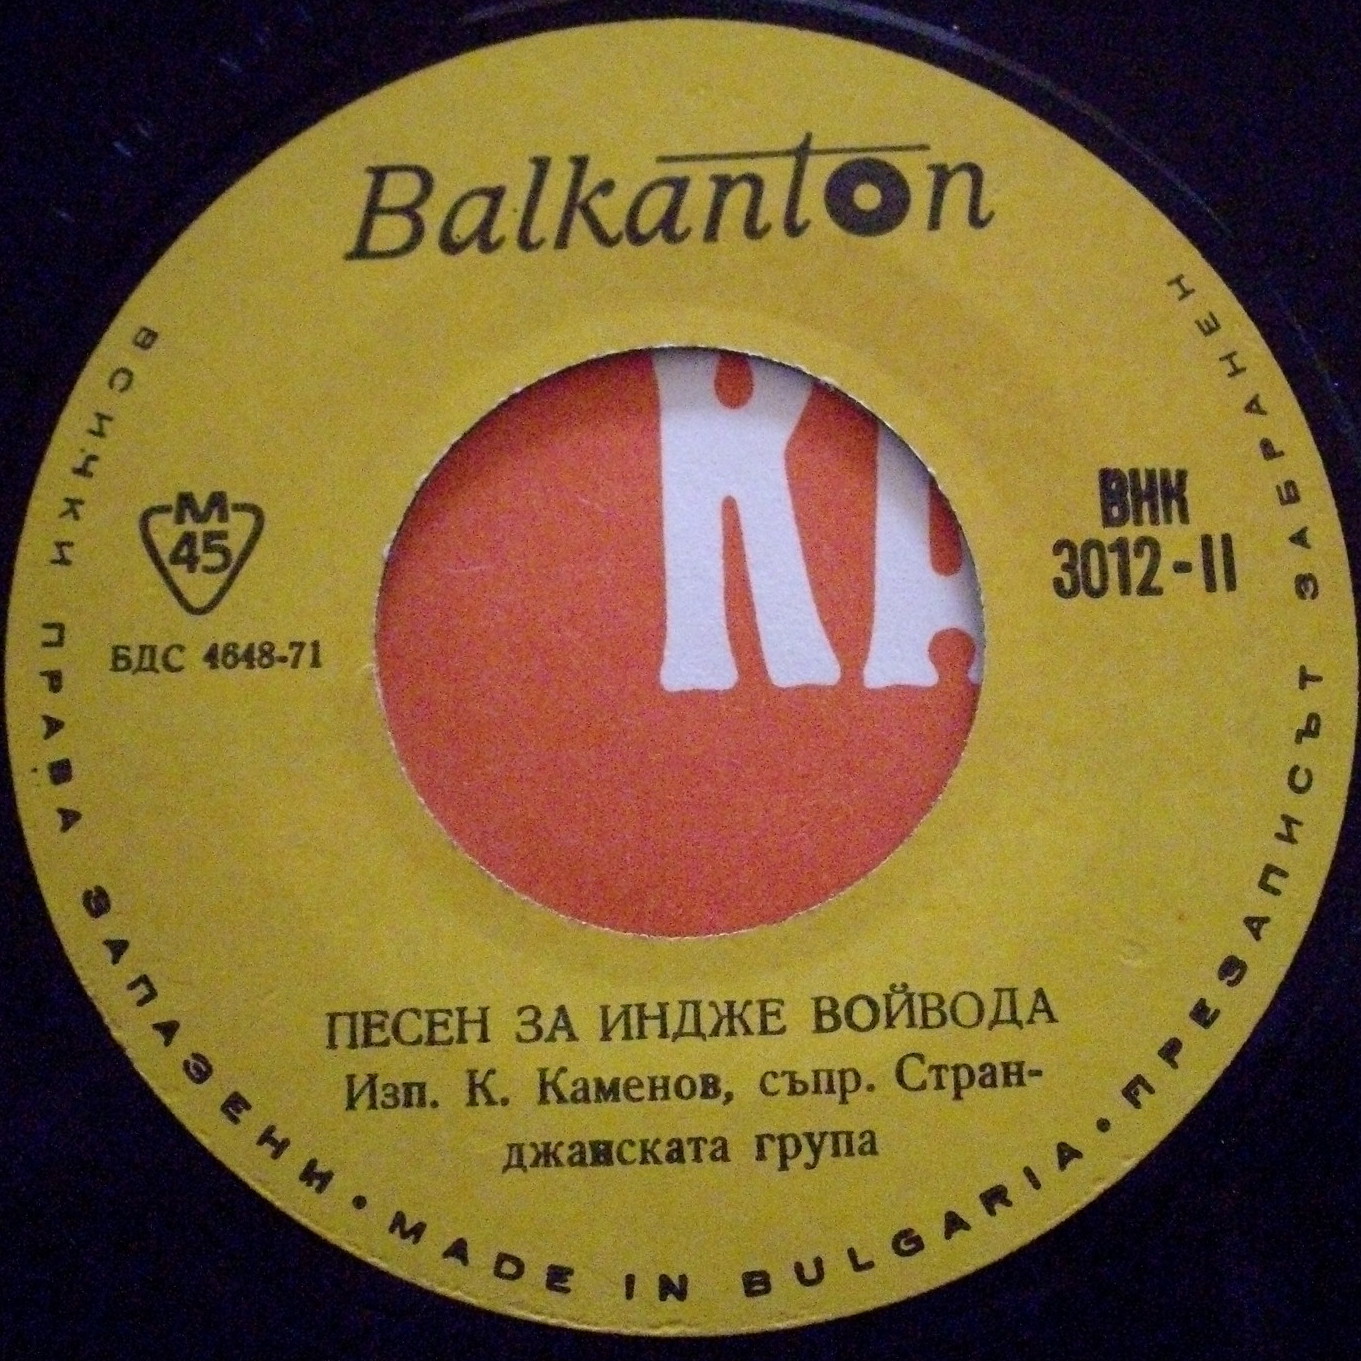 Balkanton
М
45
БДС 4648-71
ВНК
3012-II
ПЕСЕН ЗА ИНДЖЕ ВОЙВОДА
Изп. К. Каменов, съпр. Стран-
джанската група
ВСИЧКИ ПРАВА ЗАПАЗЕНИ • MADE IN BULGARIA • ПРЕЗАПИСЪТ ЗАБРАНЕН